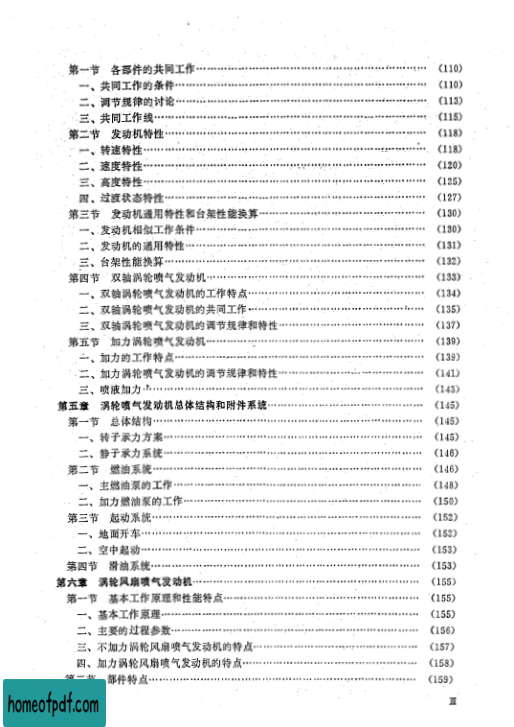 第一节 各部件的共同工作……(110)
一、共同工作的条件……(110)
二、调节规律的讨论……(113)
三、共同工作线……(115)
第二节 发动机特性……(118)
一、转速特性……(118)
二、速度特性……(120)
三、高度特性……(125)
四、过渡状态特性……(127)
第三节 发动机通用特性和台架性能换算……(130)
一、发动机相似工作条件……(130)
二、发动机的通用特性……(131)
三、台架性能换算……(132)
第四节 双轴涡轮喷气发动机……(133)
一、双轴涡轮喷气发动机的工作特点……(134)
二、双轴涡轮喷气发动机的共同工作……(135)
三、双轴涡轮喷气发动机的调节规律和特性……(137)
第五节 加力涡轮喷气发动机……(139)
一、加力的工作特点……(139)
二、加力涡轮喷气发动机的调节规律和特性……(141)
三、喷液加力……(143)
第五章 涡轮喷气发动机总体结构和附件系统……(145)
第一节 总体结构……(145)
一、转子承力方案……(145)
二、静子承力系统……(146)
第二节 燃油系统……(146)
一、主燃油泵的工作……(148)
二、加力燃油泵的工作……(150)
第三节 起动系统……(152)
一、地面开车……(152)
二、空中起动……(153)
第四节 滑油系统……(153)
第六章 涡轮风扇喷气发动机……(155)
第一节 基本工作原理和性能特点……(155)
一、基本工作原理……(155)
二、主要的过程参数……(156)
三、不加力涡轮风扇喷气发动机的特点……(157)
四、加力涡轮风扇喷气发动机的特点……(158)
第二节 部件特点……(159)
Ⅲ
homeofpdf.com